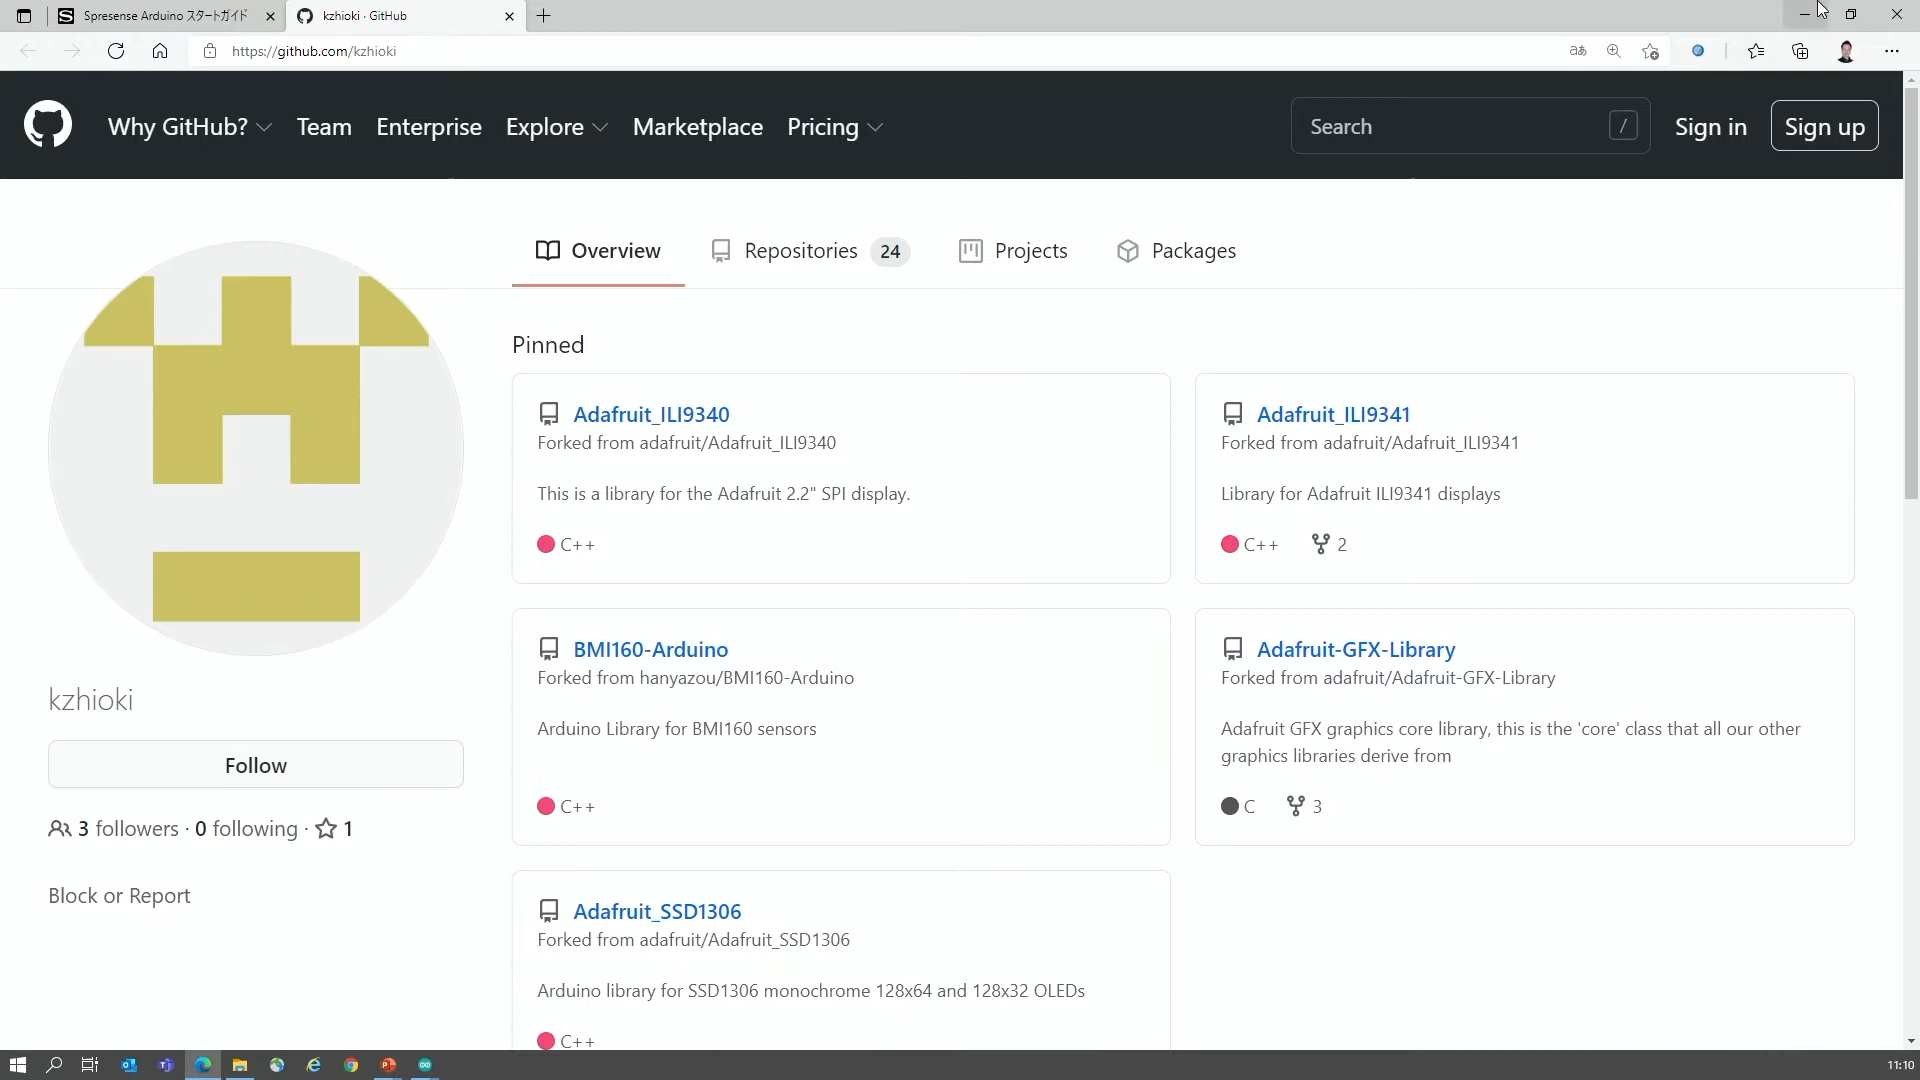 Spresense Arduino スタートガイド
kzhioki · GitHub
https://github.com/kzhioki
aあ
Why GitHub?
Team
Enterprise
Explore
Marketplace
Pricing
Search
/
Sign in
Sign up
Overview
Repositories 24
Projects
Packages
Pinned
Adafruit_ILI9340
Forked from adafruit/Adafruit_ILI9340
This is a library for the Adafruit 2.2" SPI display.
C++
Adafruit_ILI9341
Forked from adafruit/Adafruit_ILI9341
Library for Adafruit ILI9341 displays
C++ 2
BMI160-Arduino
Forked from hanyazou/BMI160-Arduino
Arduino Library for BMI160 sensors
C++
Adafruit-GFX-Library
Forked from adafruit/Adafruit-GFX-Library
Adafruit GFX graphics core library, this is the 'core' class that all our other
graphics libraries derive from
C 3
Adafruit_SSD1306
Forked from adafruit/Adafruit_SSD1306
Arduino library for SSD1306 monochrome 128x64 and 128x32 OLEDs
C++
kzhioki
Follow
3 followers · 0 following · 1
Block or Report
11:10